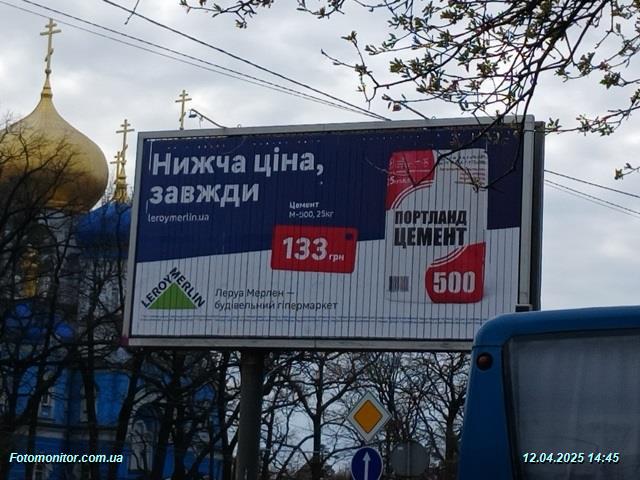 Нижча ціна,
завжди
leroymerlin.ua
Цемент
М-500, 25кг
133 грн
ПОРТЛАНД
ЦЕМЕНТ
500
LEROY MERLIN
Леруа Мерлен —
будівельний гіпермаркет
Fotomonitor.com.ua
12.04.2025 14:45